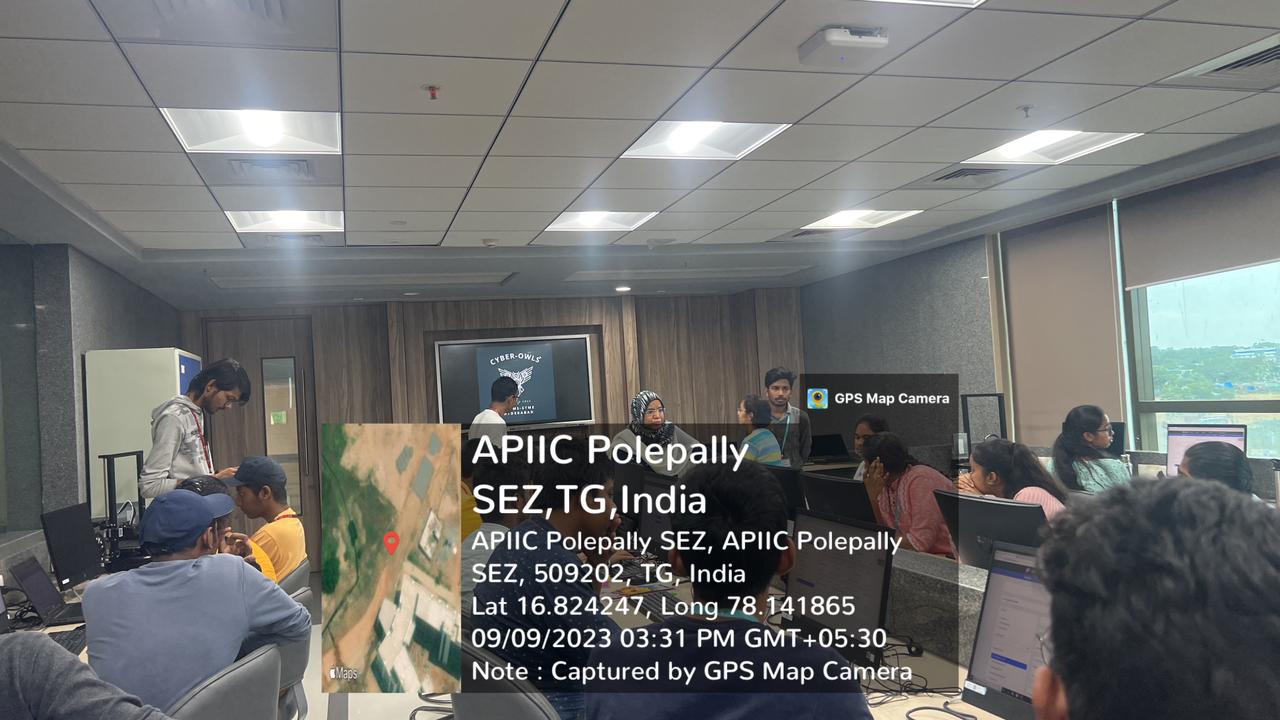 CYBER-OWLS
GPS Map Camera
APIIC Polepally
SEZ,TG,India
APIIC Polepally SEZ, APIIC Polepally
SEZ, 509202, TG, India
Lat 16.824247, Long 78.141865
09/09/2023 03:31 PM GMT+05:30
Note : Captured by GPS Map Camera
Maps